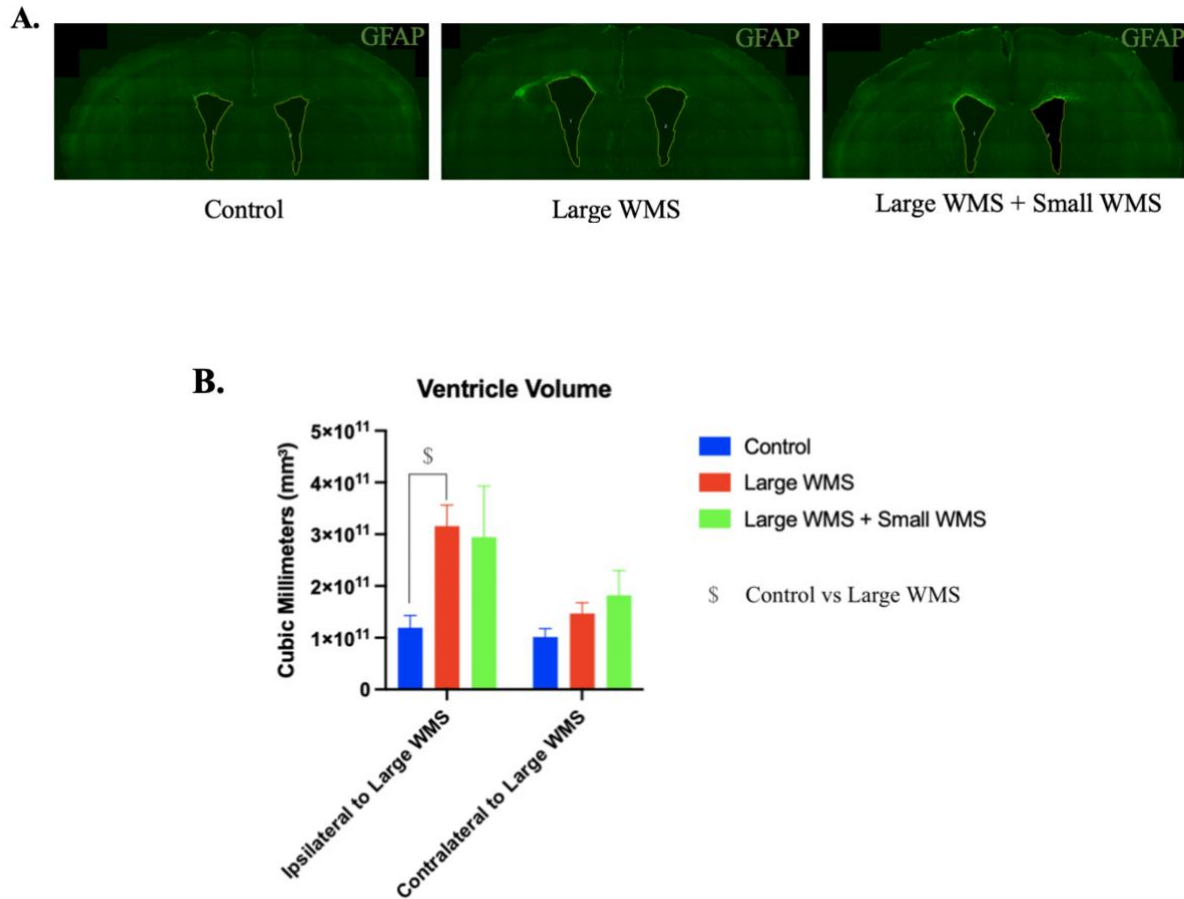 A.
GFAP
GFAP
GFAP
Control
Large WMS
Large WMS + Small WMS
B.
Ventricle Volume
Cubic Millimeters (mm³)
5×10¹¹
4×10¹¹
3×10¹¹
2×10¹¹
1×10¹¹
0
$
Ipsilateral to Large WMS
Contralateral to Large WMS
Control
Large WMS
Large WMS + Small WMS
$ Control vs Large WMS